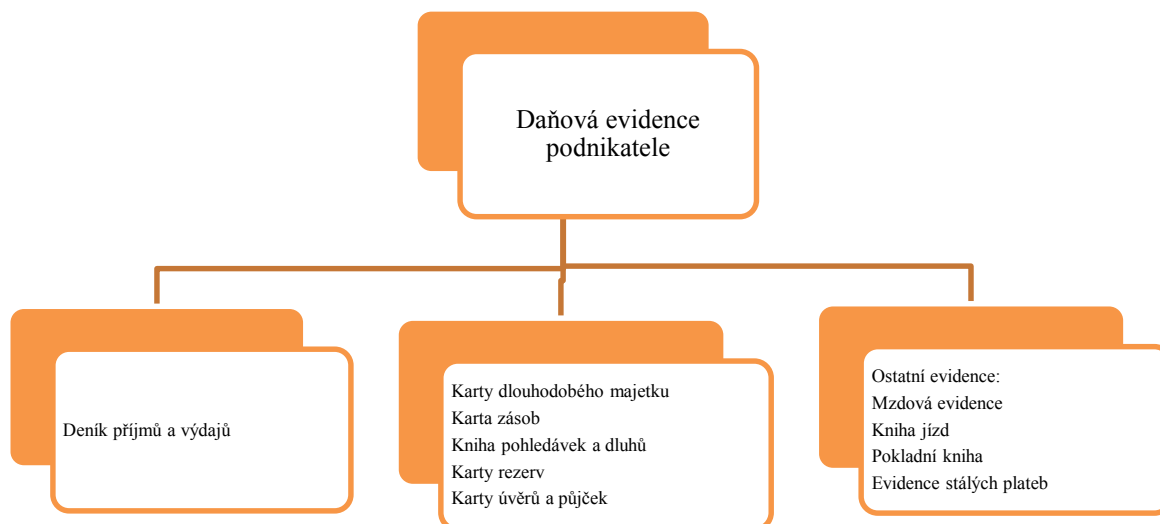 Daňová evidence
podnikatele
Deník příjmů a výdajů
Karty dlouhodobého majetku
Karta zásob
Kniha pohledávek a dluhů
Karty rezerv
Karty úvěrů a půjček
Ostatní evidence:
Mzdová evidence
Kniha jízd
Pokladní kniha
Evidence stálých plateb